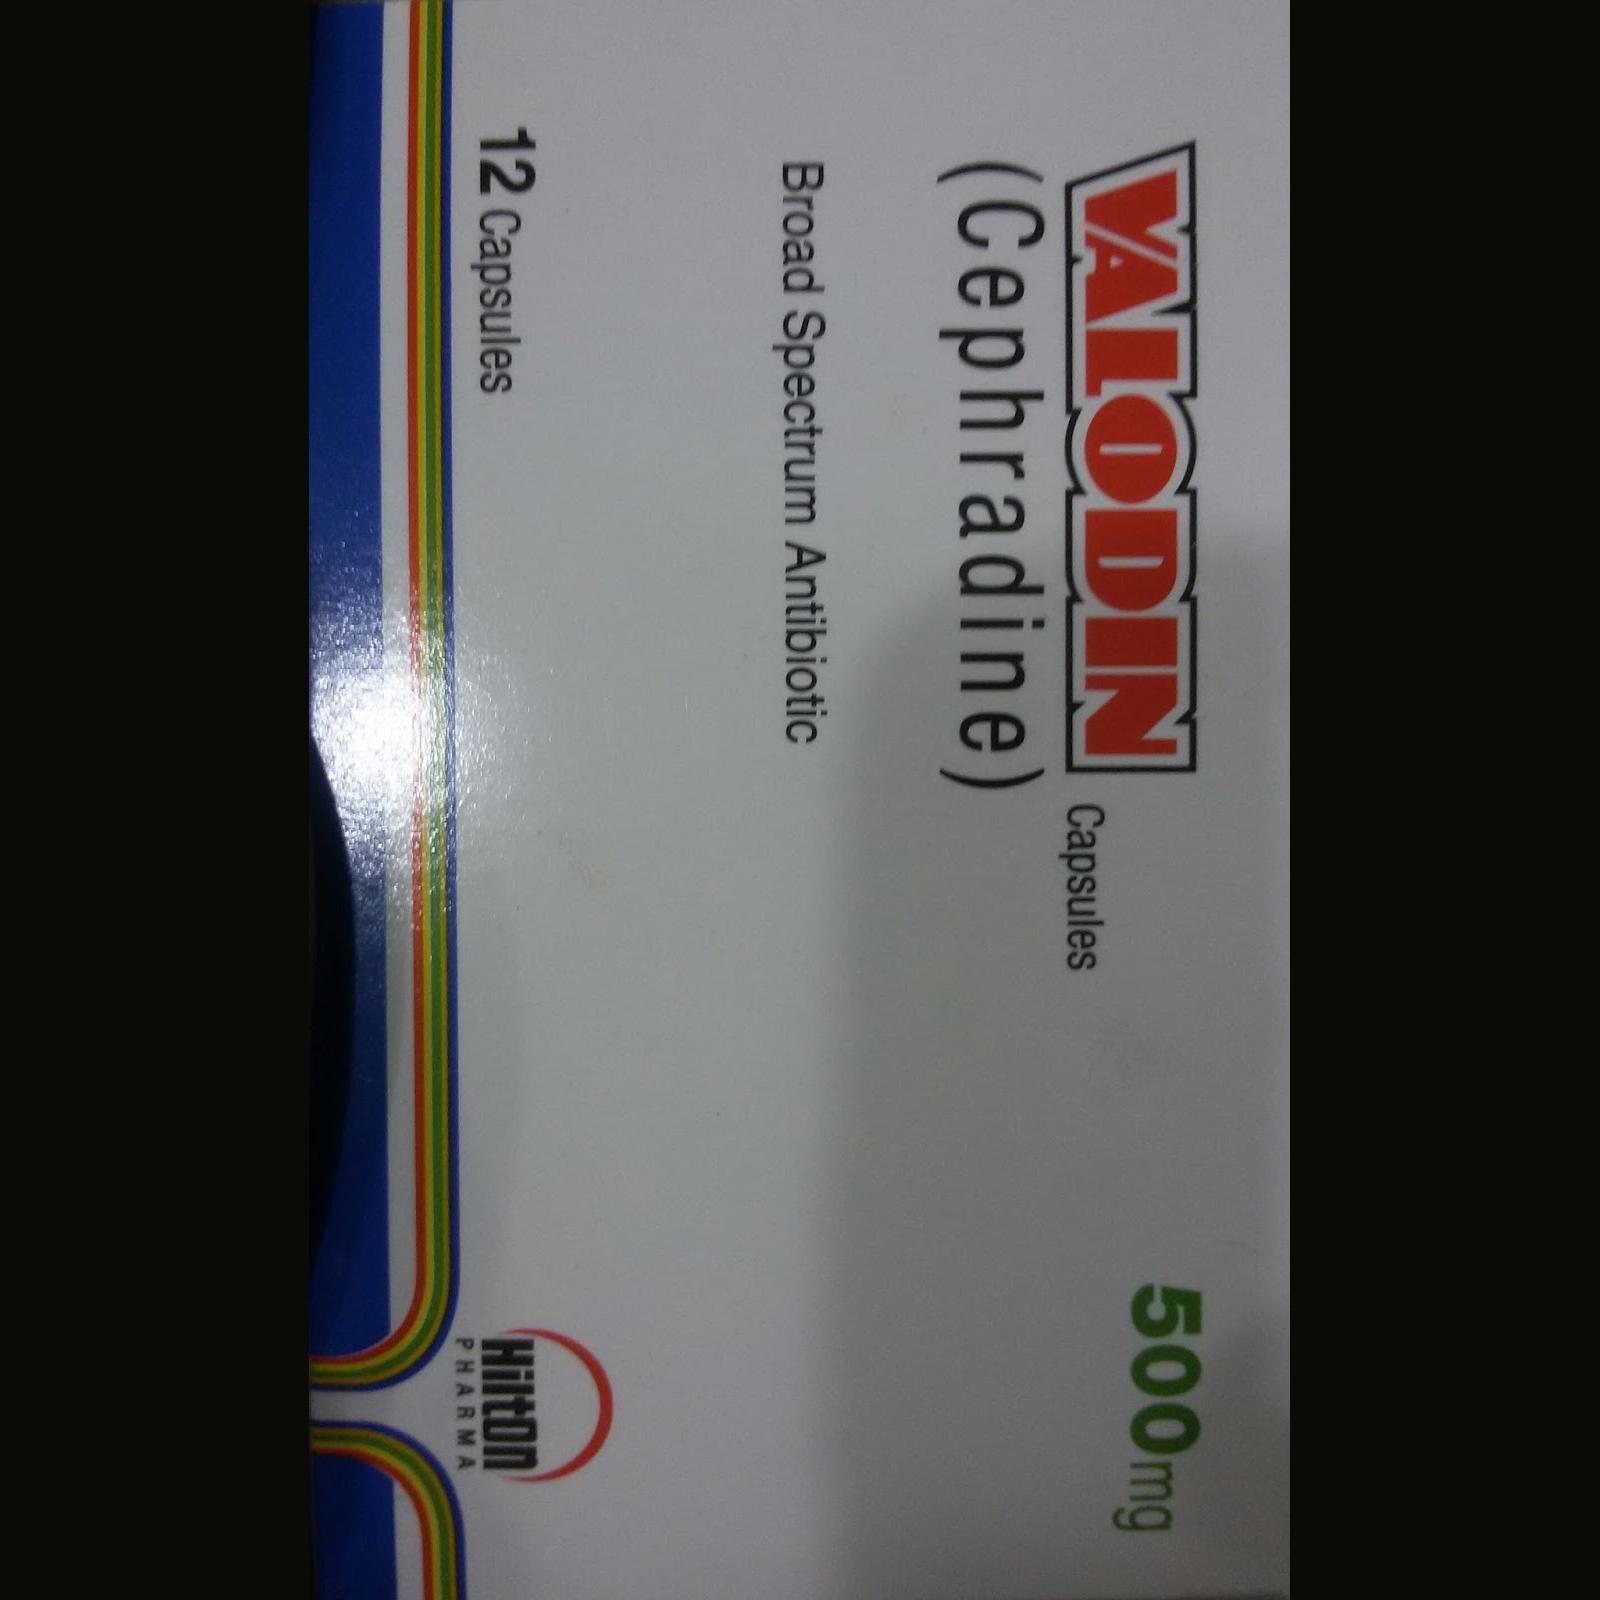 VALODIN Capsules
500mg
(Cephradine)
Broad Spectrum Antibiotic
12 Capsules
Hilton
PHARMA